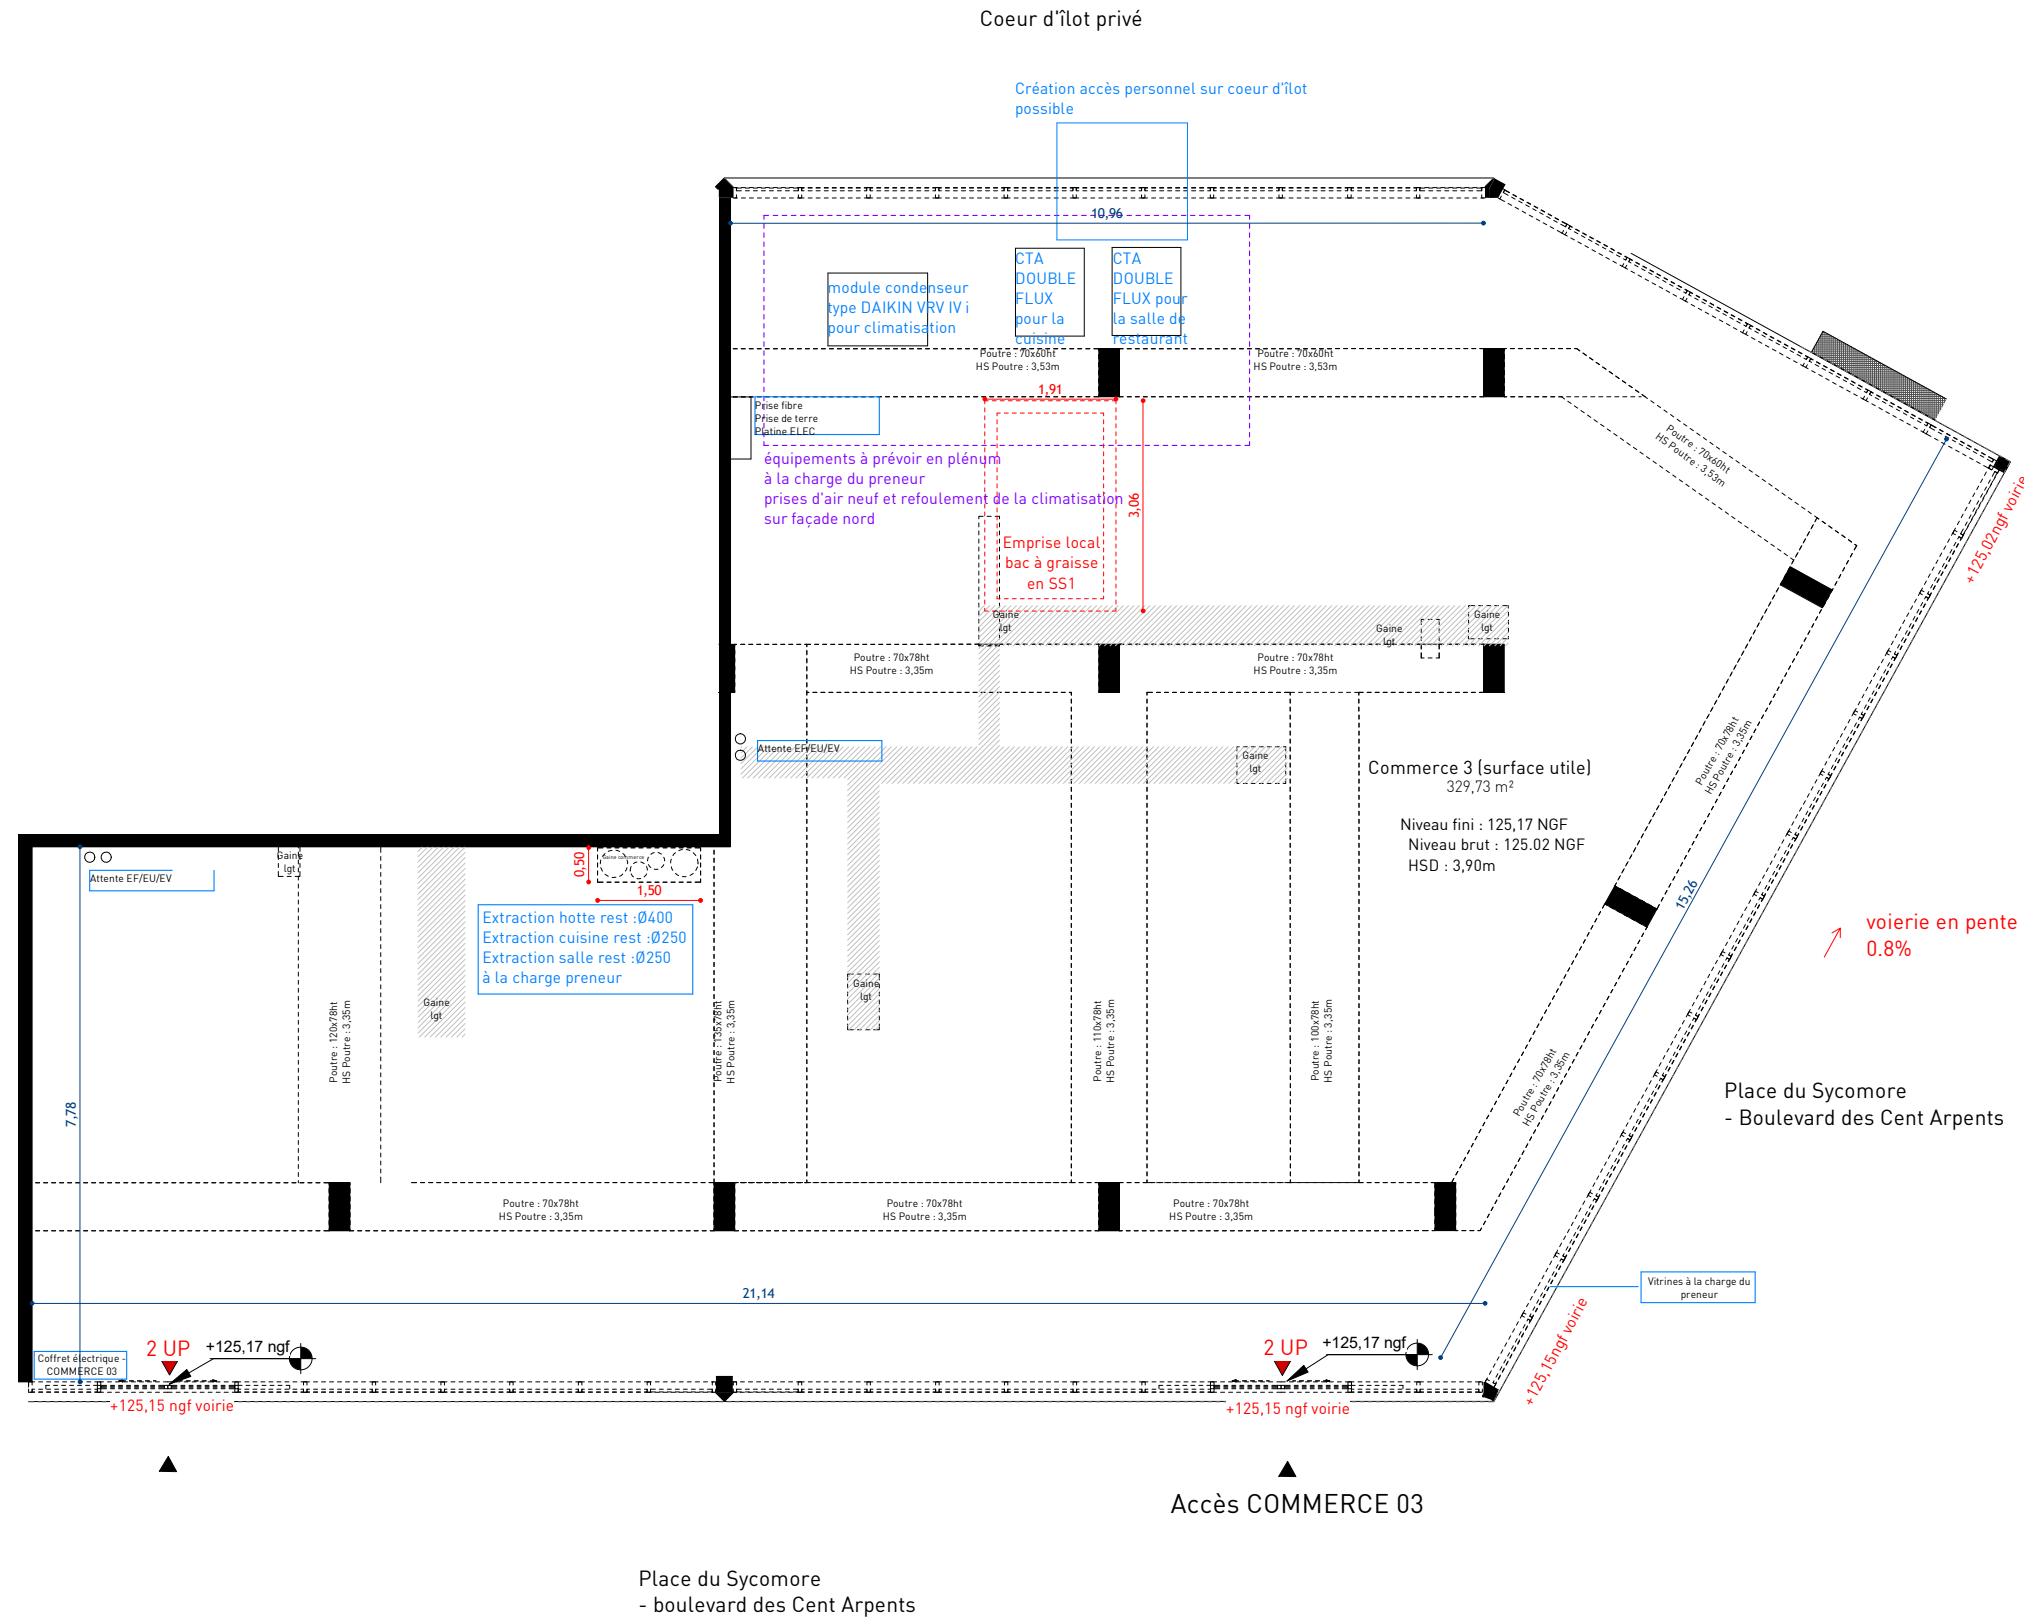 Coeur d'îlot privé
Création accès personnel sur coeur d'îlot
possible
10,96
module condenseur
type DAIKIN VRV IV i
pour climatisation
CTA
DOUBLE
FLUX
pour la
cuisine
CTA
DOUBLE
FLUX pour
la salle de
restaurant
Poutre : 70x60ht
HS Poutre : 3,53m
Poutre : 70x60ht
HS Poutre : 3,53m
1,91
Prise fibre
Prise de terre
Platine ELEC
Poutre : 70x60ht
HS Poutre : 3,53m
équipements à prévoir en plénum
à la charge du preneur
prises d'air neuf et refoulement de la climatisation
sur façade nord
3,06
+125,02ngf voirie
Emprise local
bac à graisse
en SS1
Gaine
lgt
Gaine
lgt
Gaine
lgt
Poutre : 70x78ht
HS Poutre : 3,35m
Poutre : 70x78ht
HS Poutre : 3,35m
Poutre : 70x78ht
HS Poutre : 3,35m
Attente EF/EU/EV
Gaine
lgt
Commerce 3 (surface utile)
329,73 m²
Niveau fini : 125,17 NGF
Niveau brut : 125.02 NGF
HSD : 3,90m
Gaine
lgt
Attente EF/EU/EV
Gaine commerce
0,50
1,50
15,26
Extraction hotte rest :Ø400
Extraction cuisine rest :Ø250
Extraction salle rest :Ø250
à la charge preneur
voierie en pente
0.8%
Gaine
lgt
Gaine
lgt
Poutre : 120x78ht
HS Poutre : 3,35m
Poutre : 135x78ht
HS Poutre : 3,35m
Poutre : 110x78ht
HS Poutre : 3,35m
Poutre : 100x78ht
HS Poutre : 3,35m
Poutre : 70x78ht
HS Poutre : 3,35m
7,78
Place du Sycomore
- Boulevard des Cent Arpents
Poutre : 70x78ht
HS Poutre : 3,35m
Poutre : 70x78ht
HS Poutre : 3,35m
Poutre : 70x78ht
HS Poutre : 3,35m
Vitrines à la charge du
preneur
21,14
Coffret électrique -
COMMERCE 03
2 UP
+125,17 ngf
2 UP
+125,17 ngf
+125,15ngf voirie
+125,15 ngf voirie
+125,15 ngf voirie
Accès COMMERCE 03
Place du Sycomore
- boulevard des Cent Arpents